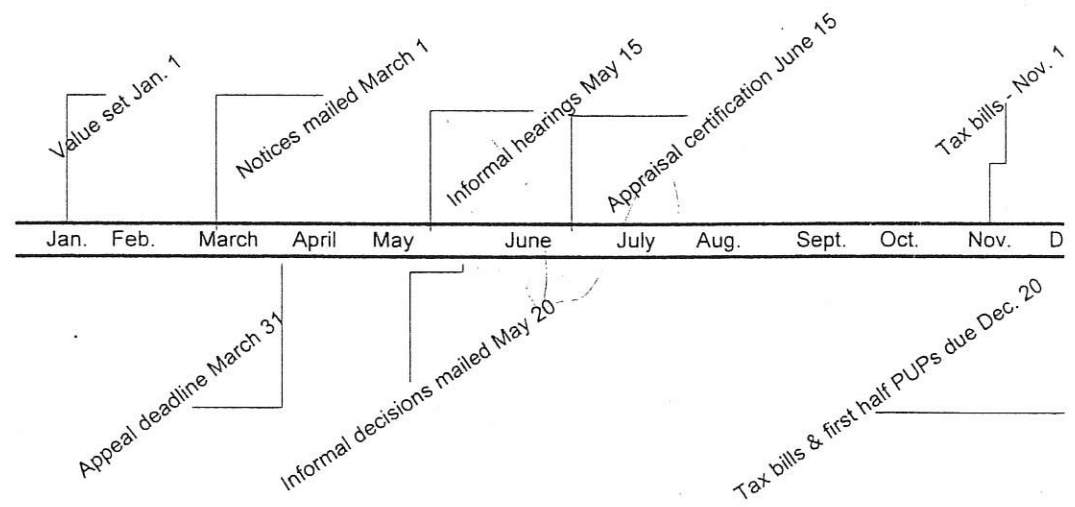 Value set Jan. 1
Notices mailed March 1
Informal hearings May 15
Appraisal certification June 15
Tax bills - Nov. 1
Jan. Feb. March April May June July Aug. Sept. Oct. Nov. D
Appeal deadline March 31
Informal decisions mailed May 20
Tax bills & first half PUPs due Dec. 20